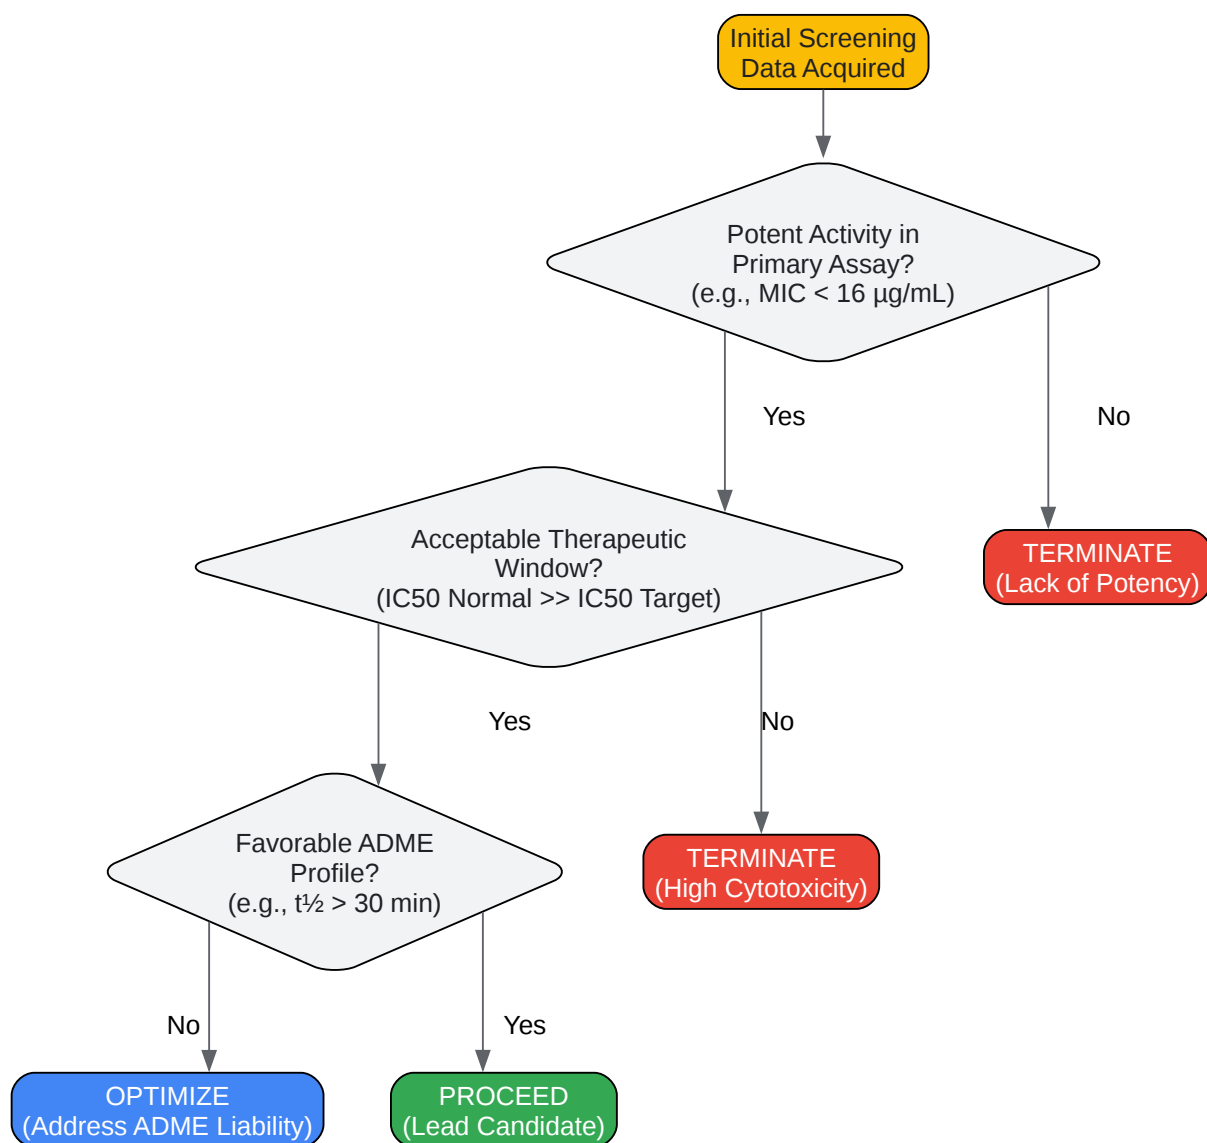 Initial Screening
Data Acquired
Potent Activity in
Primary Assay?
(e.g., MIC < 16 µg/mL)
Yes
No
Acceptable Therapeutic
Window?
(IC50 Normal >> IC50 Target)
TERMINATE
(Lack of Potency)
Yes
No
Favorable ADME
Profile?
(e.g., t½ > 30 min)
TERMINATE
(High Cytotoxicity)
No
Yes
OPTIMIZE
(Address ADME Liability)
PROCEED
(Lead Candidate)